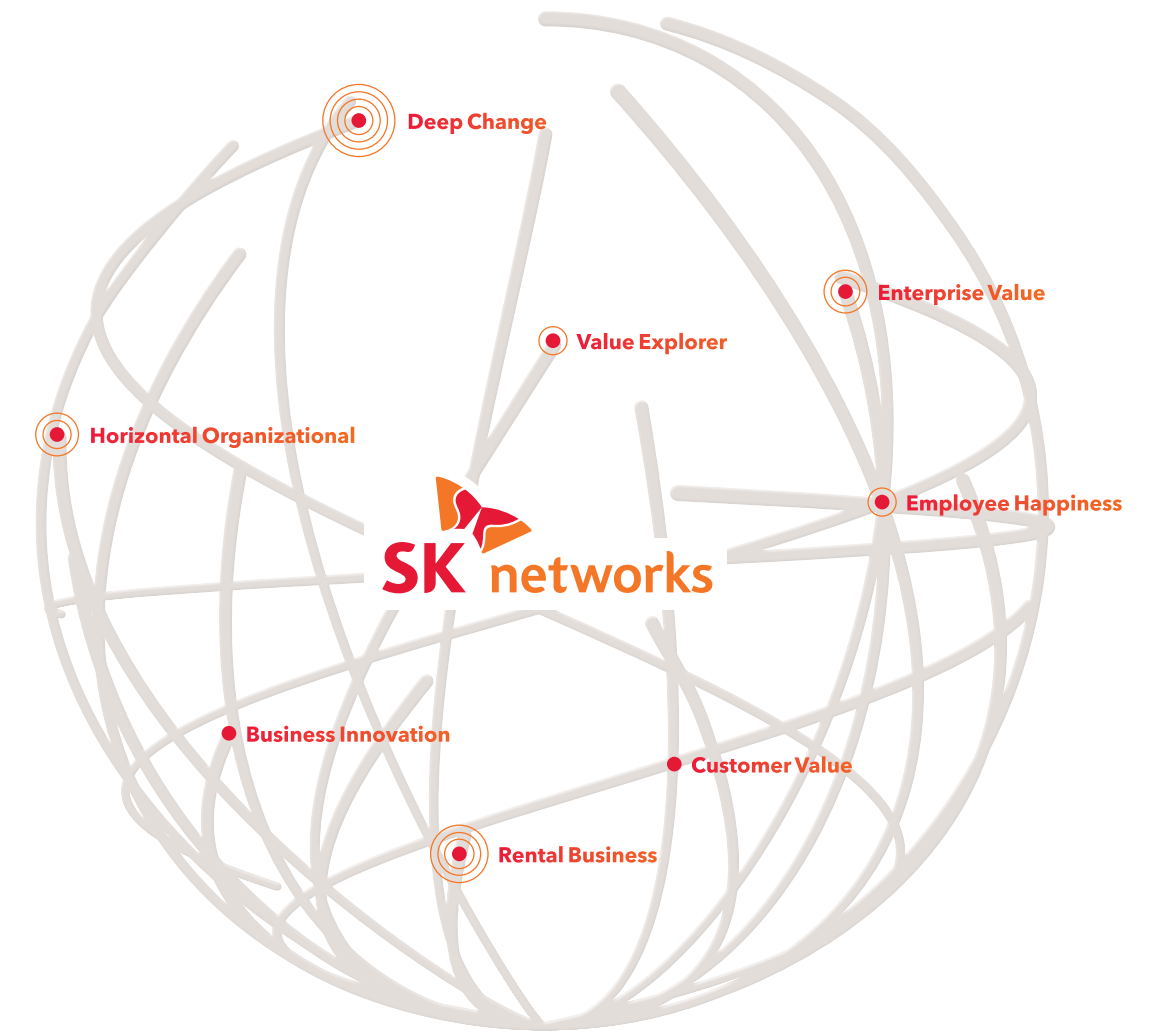 Deep Change
Enterprise Value
Value Explorer
Horizontal Organizational
Employee Happiness
SK networks
Business Innovation
Customer Value
Rental Business